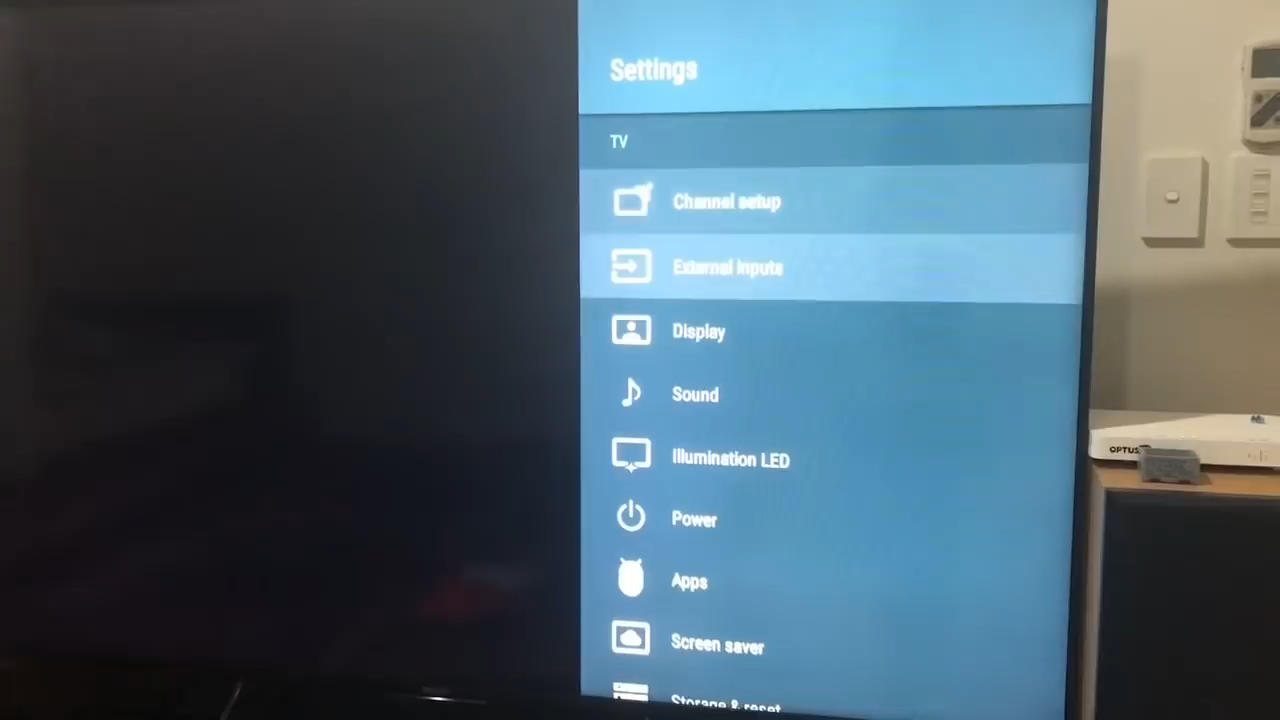 Settings
TV
Channel setup
External inputs
Display
Sound
Illumination LED
Power
Apps
Screen saver
Storage & reset
OPTUS